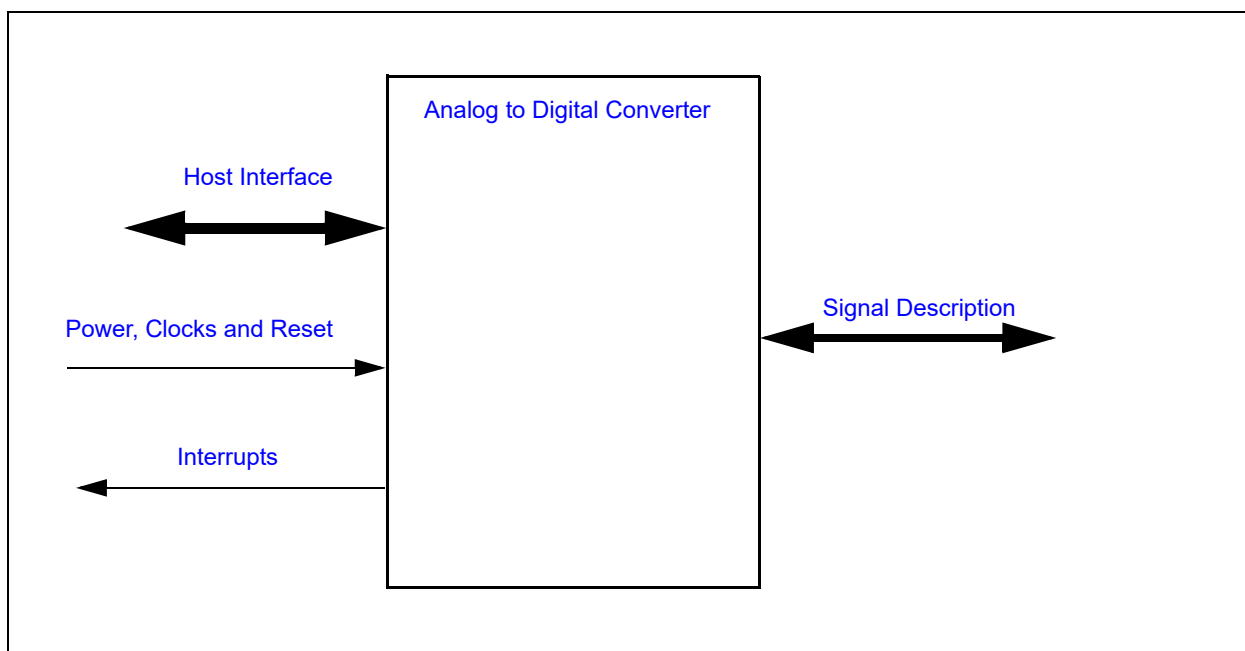 Analog to Digital Converter
Host Interface
Signal Description
Power, Clocks and Reset
Interrupts